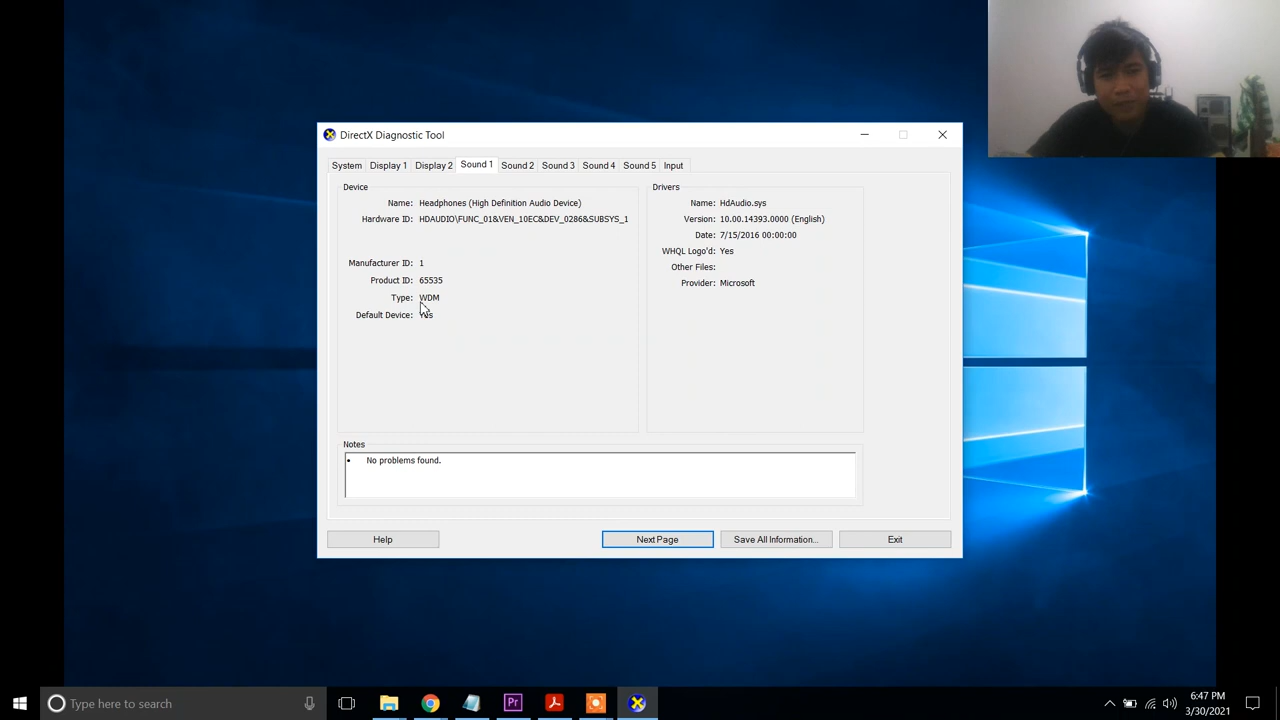 DirectX Diagnostic Tool
System Display 1 Display 2 Sound 1 Sound 2 Sound 3 Sound 4 Sound 5 Input
Device
Name: Headphones (High Definition Audio Device)
Hardware ID: HDAUDIO\FUNC_01&VEN_10EC&DEV_0286&SUBSYS_1
Manufacturer ID: 1
Product ID: 65535
Type: WDM
Default Device: Yes
Drivers
Name: HdAudio.sys
Version: 10.00.14393.0000 (English)
Date: 7/15/2016 00:00:00
WHQL Logo'd: Yes
Other Files:
Provider: Microsoft
Notes
• No problems found.
Help Next Page Save All Information... Exit
Type here to search
Pr
6:47 PM
3/30/2021